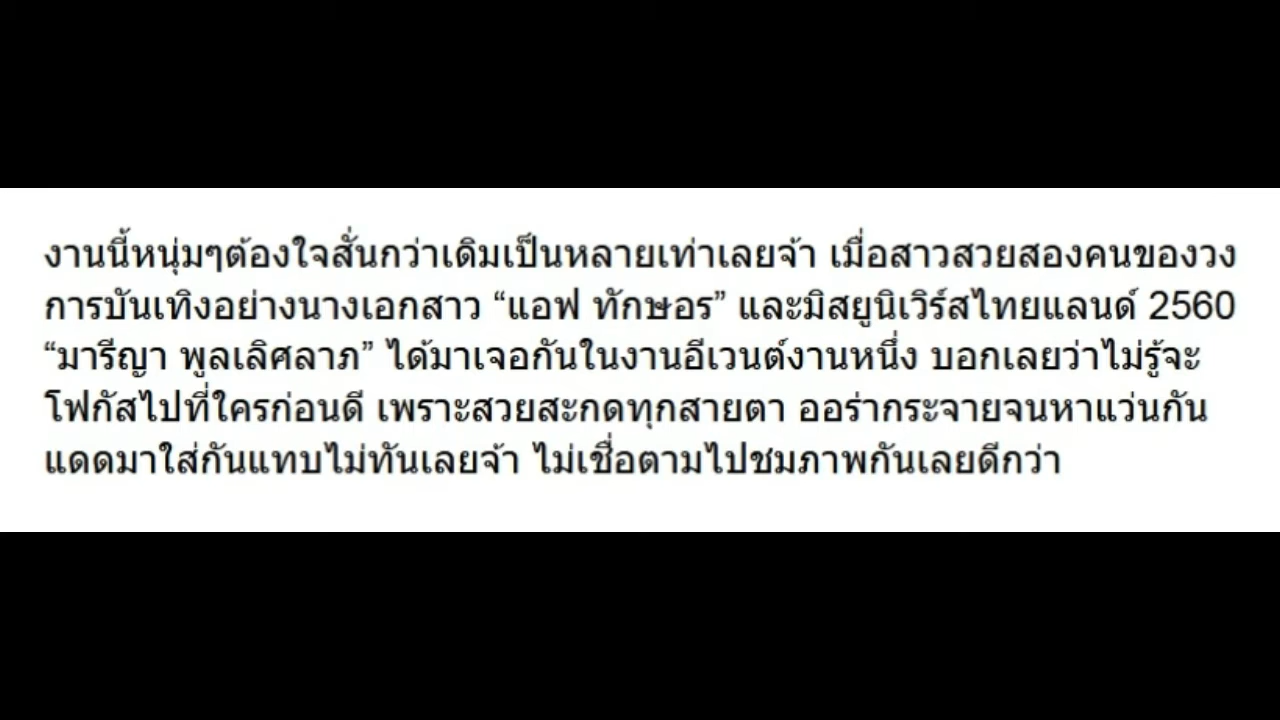 งานนี้หนุ่มๆต้องใจสั่นกว่าเดิมเป็นหลายเท่าเลยจ้า เมื่อสาวสวยสองคนของวง
การบันเทิงอย่างนางเอกสาว “แอฟ ทักษอร” และมิสยูนิเวิร์สไทยแลนด์ 2560
“มารีญา พูลเลิศลาภ” ได้มาเจอกันในงานอีเวนต์งานหนึ่ง บอกเลยว่าไม่รู้จะ
โฟกัสไปที่ใครก่อนดี เพราะสวยสะกดทุกสายตา ออร่ากระจายจนหาแว่นกัน
แดดมาใส่กันแทบไม่ทันเลยจ้า ไม่เชื่อตามไปชมภาพกันเลยดีกว่า